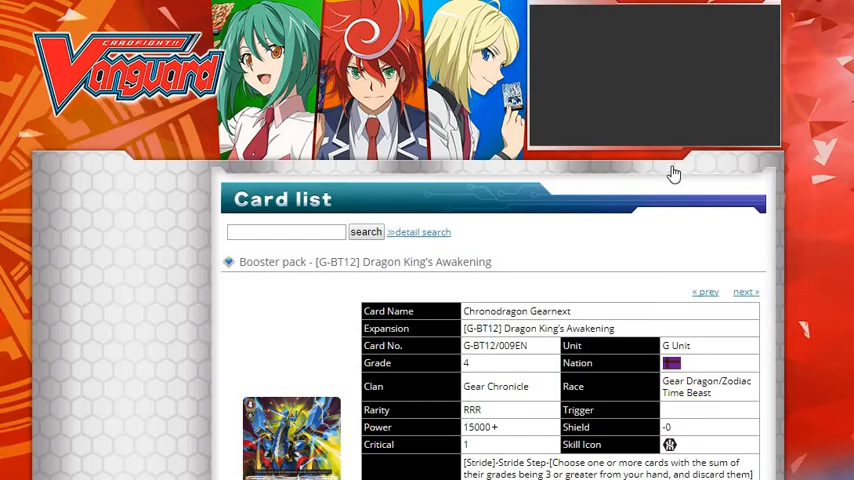 CARDFIGHT!!
Vanguard
Card list
search
»detail search
Booster pack - [G-BT12] Dragon King's Awakening
« prev
next »
Card Name Chronodragon Gearnext
Expansion [G-BT12] Dragon King's Awakening
Card No. G-BT12/009EN Unit G Unit
Grade 4 Nation
Clan Gear Chronicle Race Gear Dragon/Zodiac
Time Beast
Rarity RRR Trigger
Power 15000+ Shield -0
Critical 1 Skill Icon
[Stride]-Stride Step-[Choose one or more cards with the sum of
their grades being 3 or greater from your hand, and discard them]